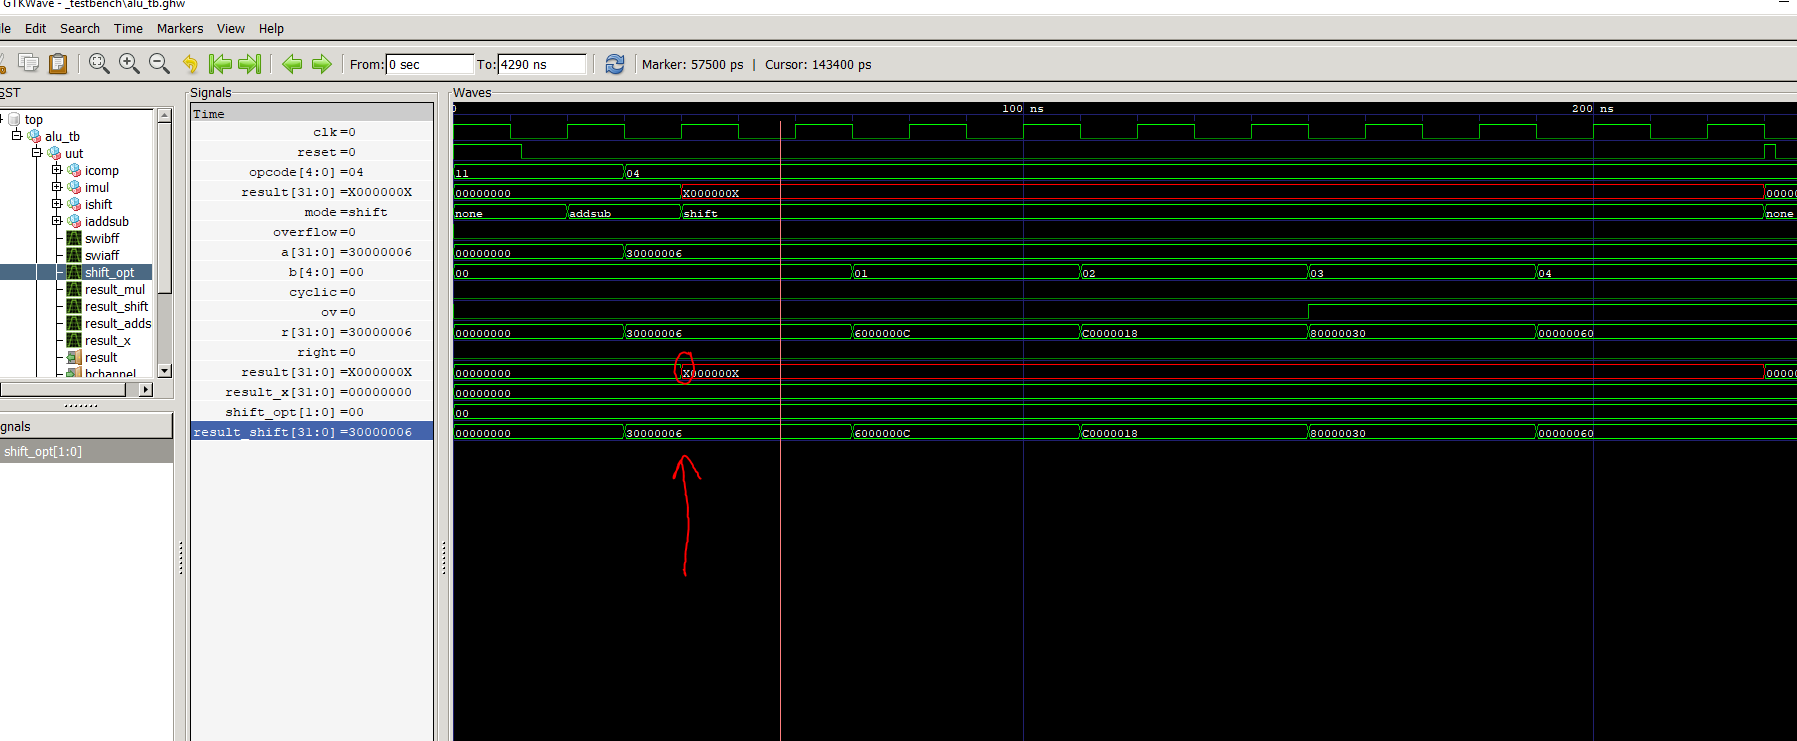 GTKWave - _testbench\alu_tb.ghw
le Edit Search Time Markers View Help
From: 0 sec To: 4290 ns Marker: 57500 ps | Cursor: 143400 ps
SST
top
alu_tb
uut
icomp
imul
ishift
iaddsub
swibff
swiaff
shift_opt
result_mul
result_shift
result_adds
result_x
result
bchannel
gnals
shift_opt[1:0]
Signals
Time
clk=0
reset=0
opcode[4:0]=04
result[31:0]=X000000X
mode=shift
overflow=0
a[31:0]=30000006
b[4:0]=00
cyclic=0
ov=0
r[31:0]=30000006
right=0
result[31:0]=X000000X
result_x[31:0]=00000000
shift_opt[1:0]=00
result_shift[31:0]=30000006
Waves
0 100 ns 200 ns
11 04
00000000 X000000X 0000
none addsub shift none
00000000 30000006
00 01 02 03 04
00000000 30000006 6000000C C0000018 80000030 00000060
00000000 X000000X 0000
00000000
00
00000000 30000006 6000000C C0000018 80000030 00000060